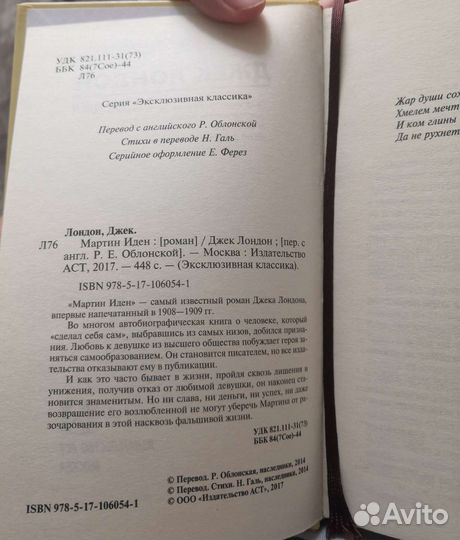 УДК 821.111-31(73)
ББК 84(7Сое)-44
Л76
Серия «Эксклюзивная классика»
Перевод с английского Р. Облонской
Стихи в переводе Н. Галь
Серийное оформление Е. Ферез
Лондон, Джек.
Л76 Мартин Иден : [роман] / Джек Лондон ; [пер. с
англ. Р. Е. Облонской]. — Москва : Издательство
АСТ, 2017. — 448 с. — (Эксклюзивная классика).
ISBN 978-5-17-106054-1
«Мартин Иден» — самый известный роман Джека Лондона,
впервые напечатанный в 1908—1909 гг.
Во многом автобиографическая книга о человеке, который
«сделал себя сам», выбравшись из самых низов, добился призна-
ния. Любовь к девушке из высшего общества побуждает героя за-
няться самообразованием. Он становится писателем, но все изда-
тельства отказывают ему в публикации.
И как это часто бывает в жизни, пройдя сквозь лишения и
унижения, получив отказ от любимой девушки, он наконец ста-
новится знаменитым. Но ни слава, ни деньги, ни успех, ни даже
возвращение его возлюбленной не могут уберечь Мартина от ра-
зочарования в этой насквозь фальшивой жизни.
УДК 821.111-31(73)
ББК 84(7Сое)-44
© Перевод. Р. Облонская, наследники, 2014
© Перевод. Стихи. Н. Галь, наследники, 2014
© ООО «Издательство АСТ», 2017
ISBN 978-5-17-106054-1
Жар души сох
Хмелем мечт
И ком глины
Да не рухнет
Avito